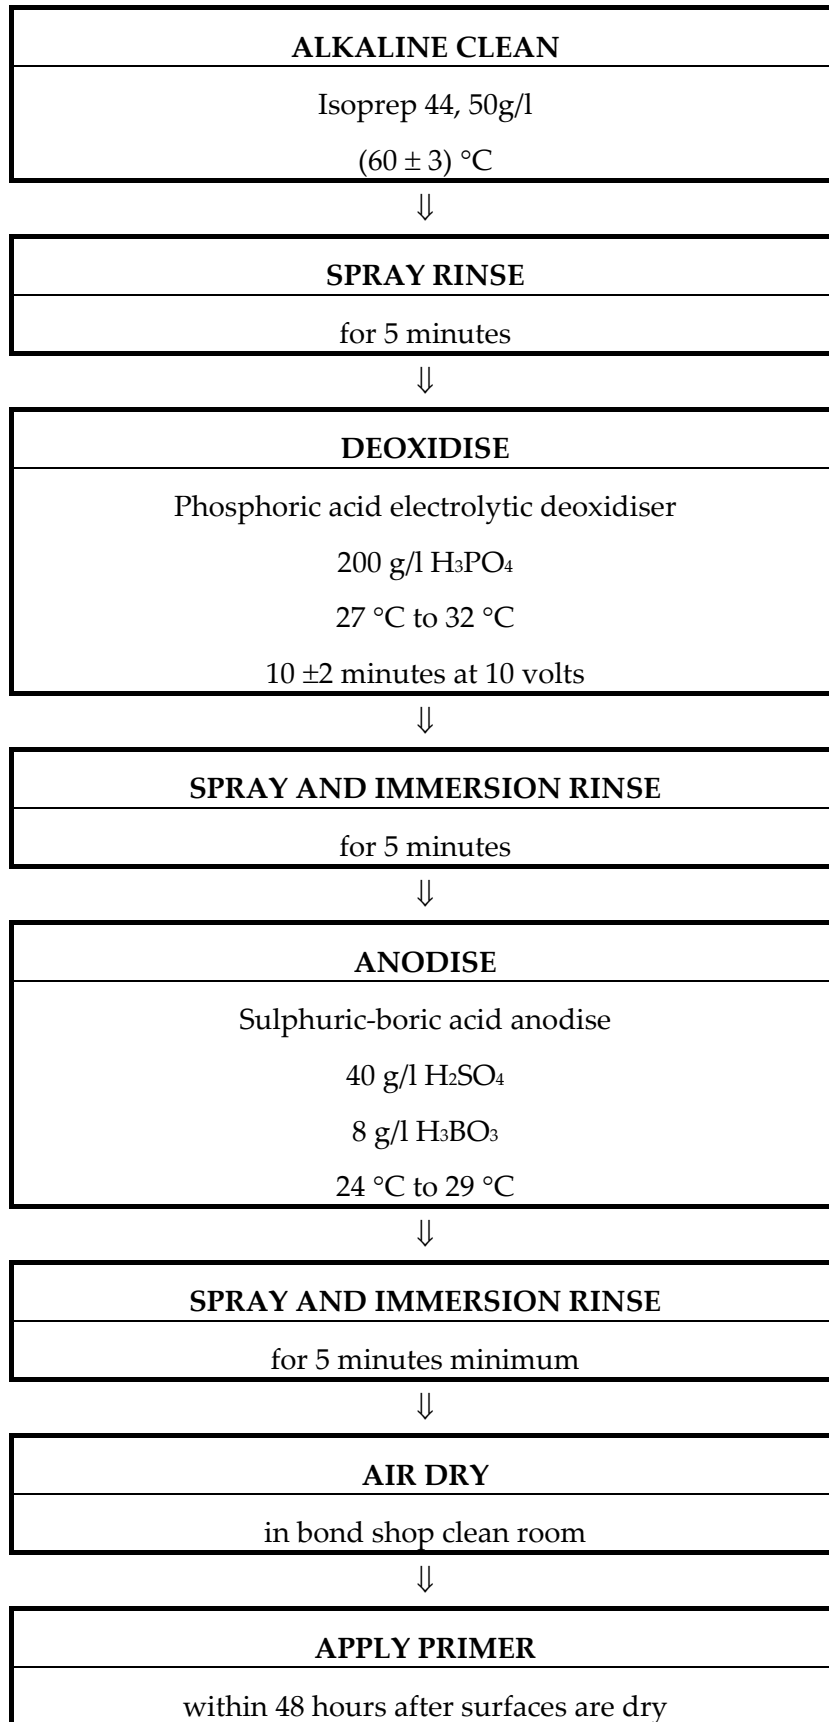 ALKALINE CLEAN
Isoprep 44, 50g/l
(60 ± 3) °C
⇓
SPRAY RINSE
for 5 minutes
⇓
DEOXIDISE
Phosphoric acid electrolytic deoxidiser
200 g/l H₃PO₄
27 °C to 32 °C
10 ±2 minutes at 10 volts
⇓
SPRAY AND IMMERSION RINSE
for 5 minutes
⇓
ANODISE
Sulphuric-boric acid anodise
40 g/l H₂SO₄
8 g/l H₃BO₃
24 °C to 29 °C
⇓
SPRAY AND IMMERSION RINSE
for 5 minutes minimum
⇓
AIR DRY
in bond shop clean room
⇓
APPLY PRIMER
within 48 hours after surfaces are dry